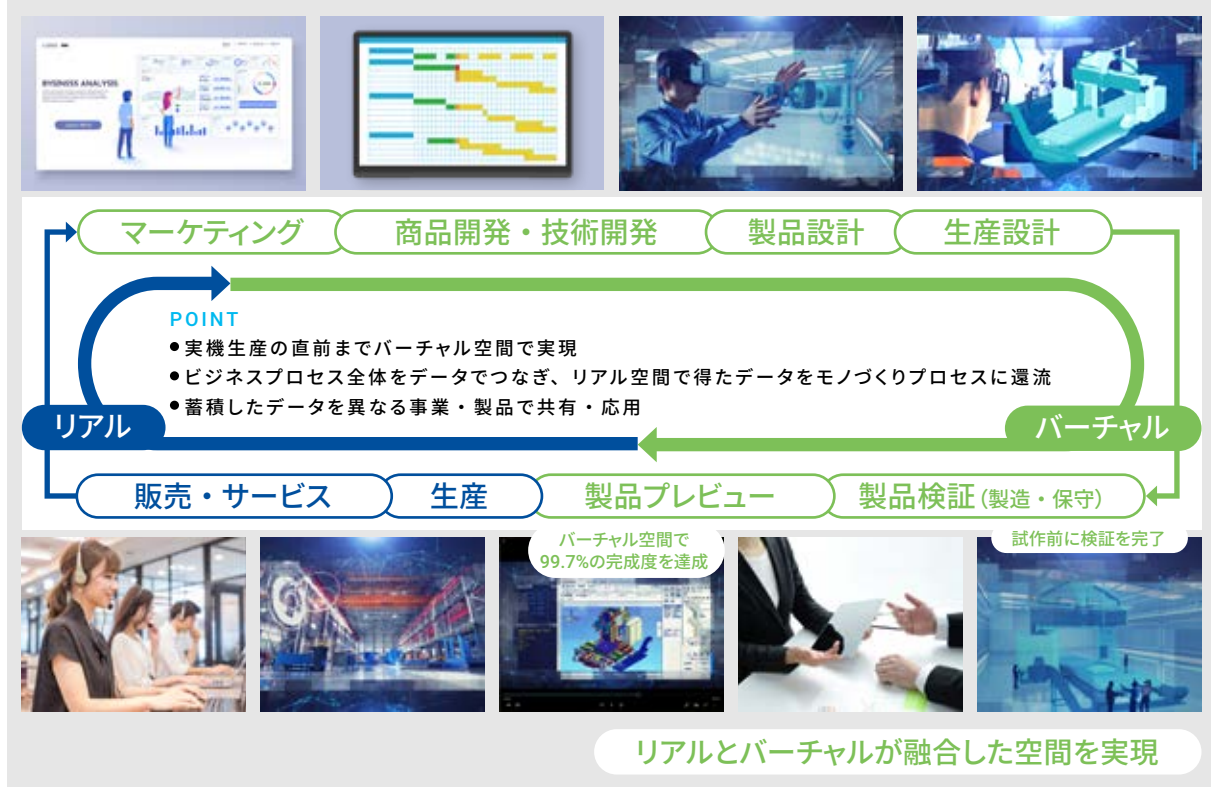 BUSINESS ANALYSIS
マーケティング
商品開発・技術開発
製品設計
生産設計
POINT
●実機生産の直前までバーチャル空間で実現
●ビジネスプロセス全体をデータでつなぎ、リアル空間で得たデータをモノづくりプロセスに還流
●蓄積したデータを異なる事業・製品で共有・応用
リアル
バーチャル
販売・サービス
生産
製品プレビュー
製品検証(製造・保守)
バーチャル空間で
99.7%の完成度を達成
試作前に検証を完了
リアルとバーチャルが融合した空間を実現